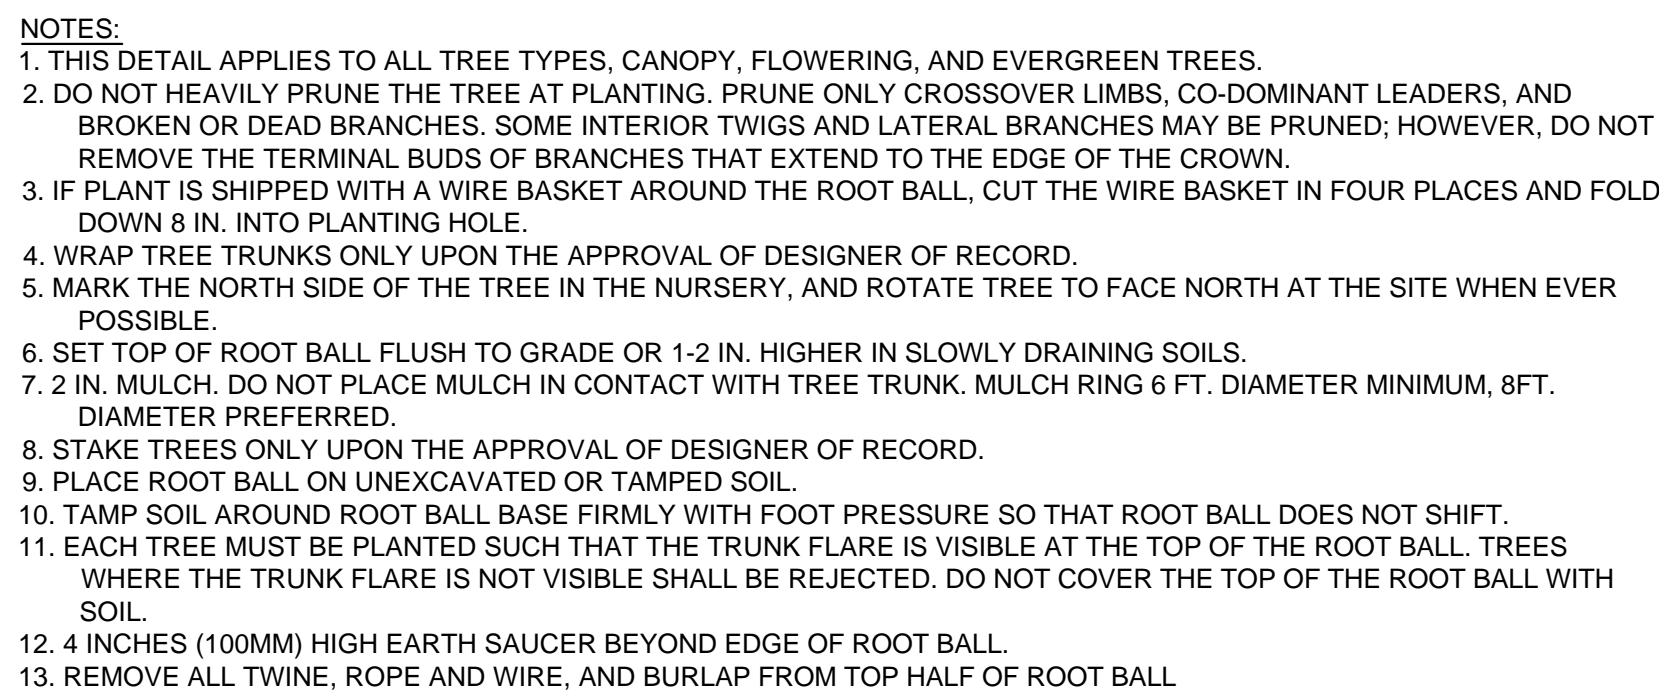 NOTES:
1. THIS DETAIL APPLIES TO ALL TREE TYPES, CANOPY, FLOWERING, AND EVERGREEN TREES.
2. DO NOT HEAVILY PRUNE THE TREE AT PLANTING. PRUNE ONLY CROSSOVER LIMBS, CO-DOMINANT LEADERS, AND
BROKEN OR DEAD BRANCHES. SOME INTERIOR TWIGS AND LATERAL BRANCHES MAY BE PRUNED; HOWEVER, DO NOT
REMOVE THE TERMINAL BUDS OF BRANCHES THAT EXTEND TO THE EDGE OF THE CROWN.
3. IF PLANT IS SHIPPED WITH A WIRE BASKET AROUND THE ROOT BALL, CUT THE WIRE BASKET IN FOUR PLACES AND FOLD
DOWN 8 IN. INTO PLANTING HOLE.
4. WRAP TREE TRUNKS ONLY UPON THE APPROVAL OF DESIGNER OF RECORD.
5. MARK THE NORTH SIDE OF THE TREE IN THE NURSERY, AND ROTATE TREE TO FACE NORTH AT THE SITE WHEN EVER
POSSIBLE.
6. SET TOP OF ROOT BALL FLUSH TO GRADE OR 1-2 IN. HIGHER IN SLOWLY DRAINING SOILS.
7. 2 IN. MULCH. DO NOT PLACE MULCH IN CONTACT WITH TREE TRUNK. MULCH RING 6 FT. DIAMETER MINIMUM, 8FT.
DIAMETER PREFERRED.
8. STAKE TREES ONLY UPON THE APPROVAL OF DESIGNER OF RECORD.
9. PLACE ROOT BALL ON UNEXCAVATED OR TAMPED SOIL.
10. TAMP SOIL AROUND ROOT BALL BASE FIRMLY WITH FOOT PRESSURE SO THAT ROOT BALL DOES NOT SHIFT.
11. EACH TREE MUST BE PLANTED SUCH THAT THE TRUNK FLARE IS VISIBLE AT THE TOP OF THE ROOT BALL. TREES
WHERE THE TRUNK FLARE IS NOT VISIBLE SHALL BE REJECTED. DO NOT COVER THE TOP OF THE ROOT BALL WITH
SOIL.
12. 4 INCHES (100MM) HIGH EARTH SAUCER BEYOND EDGE OF ROOT BALL.
13. REMOVE ALL TWINE, ROPE AND WIRE, AND BURLAP FROM TOP HALF OF ROOT BALL